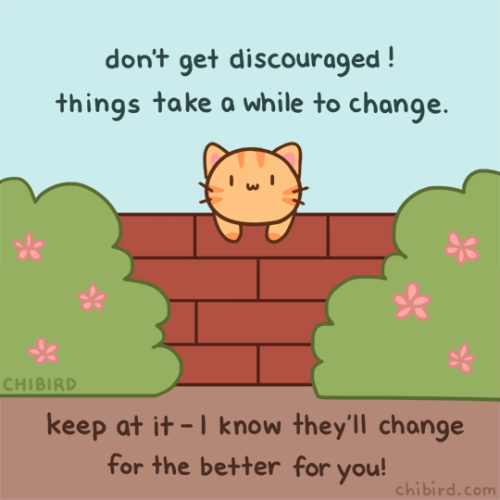 don't get discouraged!
things take a while to change.
CHIBIRD
keep at it - I know they'll change
for the better for you!
chibird.com